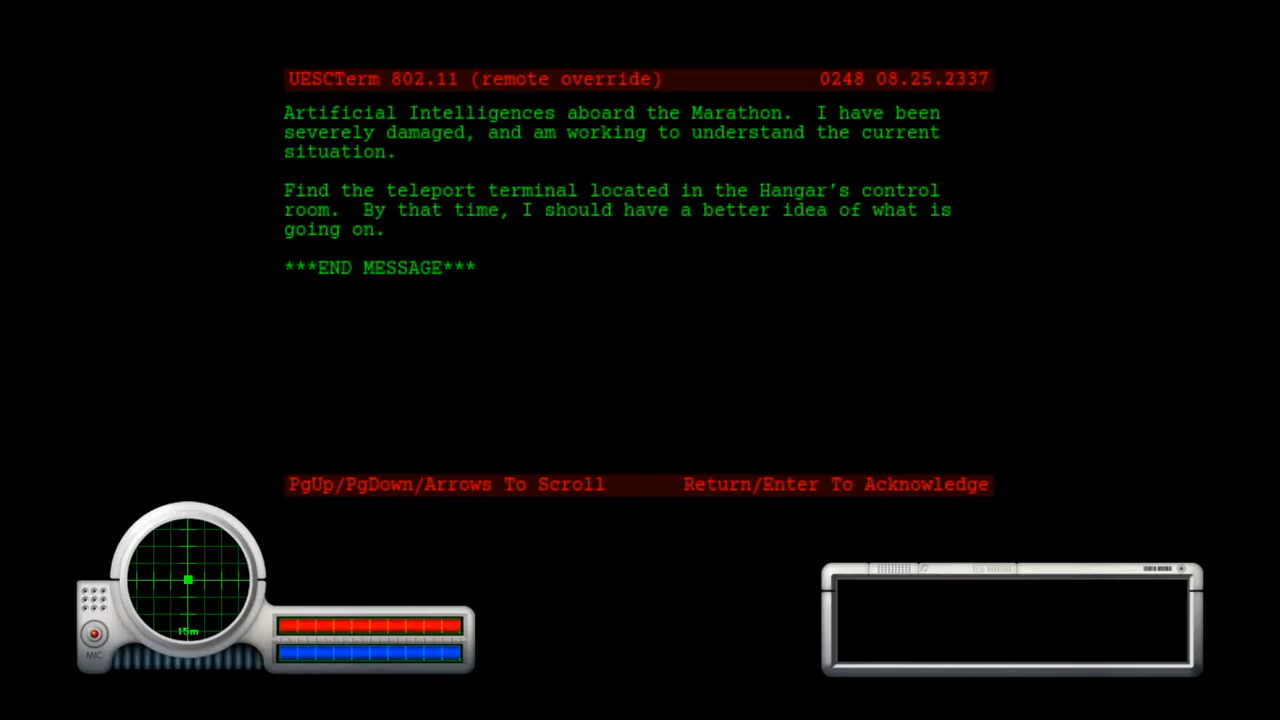 UESCTerm 802.11 (remote override) 0248 08.25.2337
Artificial Intelligences aboard the Marathon.  I have been
severely damaged, and am working to understand the current
situation.
Find the teleport terminal located in the Hangar's control
room.  By that time, I should have a better idea of what is
going on.
***END MESSAGE***
PgUp/PgDown/Arrows To Scroll Return/Enter To Acknowledge
15m
MIC